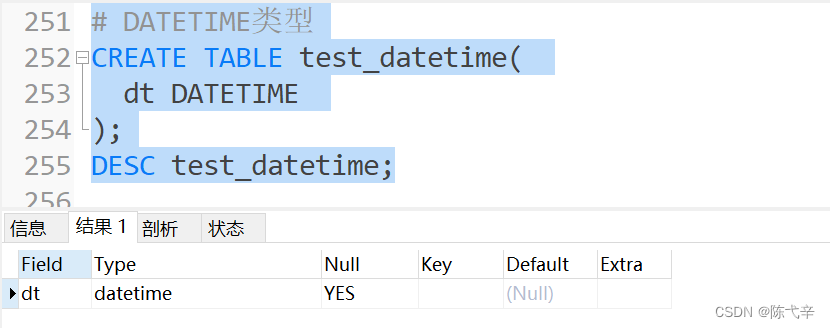 251 # DATETIME类型
252 CREATE TABLE test_datetime(
253 dt DATETIME
254 );
255 DESC test_datetime;
256
信息 结果 1 剖析 状态
Field Type Null Key Default Extra
dt datetime YES (Null)
CSDN @陈弋辛